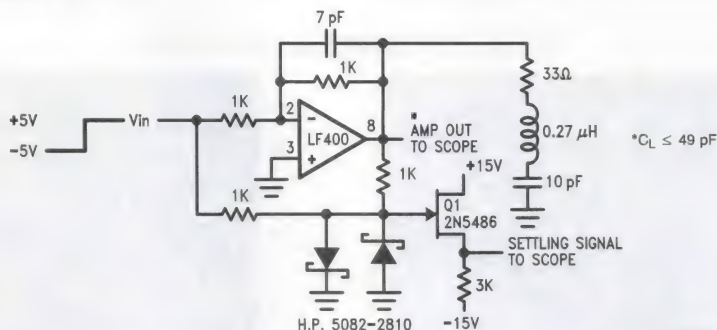 7 pF
1K
33Ω
+5V
-5V
Vin
1K
2
-
LF400
3
+
8
*
AMP OUT
TO SCOPE
0.27 μH
*CL ≤ 49 pF
1K
+15V
10 pF
1K
Q1
2N5486
SETTLING SIGNAL
TO SCOPE
3K
-15V
H.P. 5082-2810